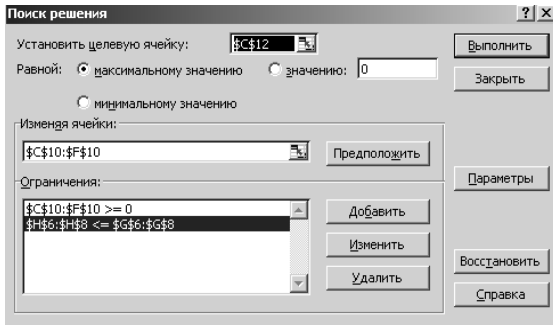 Поиск решения
Установить целевую ячейку: $C$12 Выполнить
Равной: максимальному значению значению: 0 Закрыть
минимальному значению
Изменяя ячейки:
$C$10:$F$10 Предположить
Ограничения: Параметры
$C$10:$F$10 >= 0 Добавить
$H$6:$H$8 <= $G$6:$G$8
Изменить
Удалить Восстановить
Справка